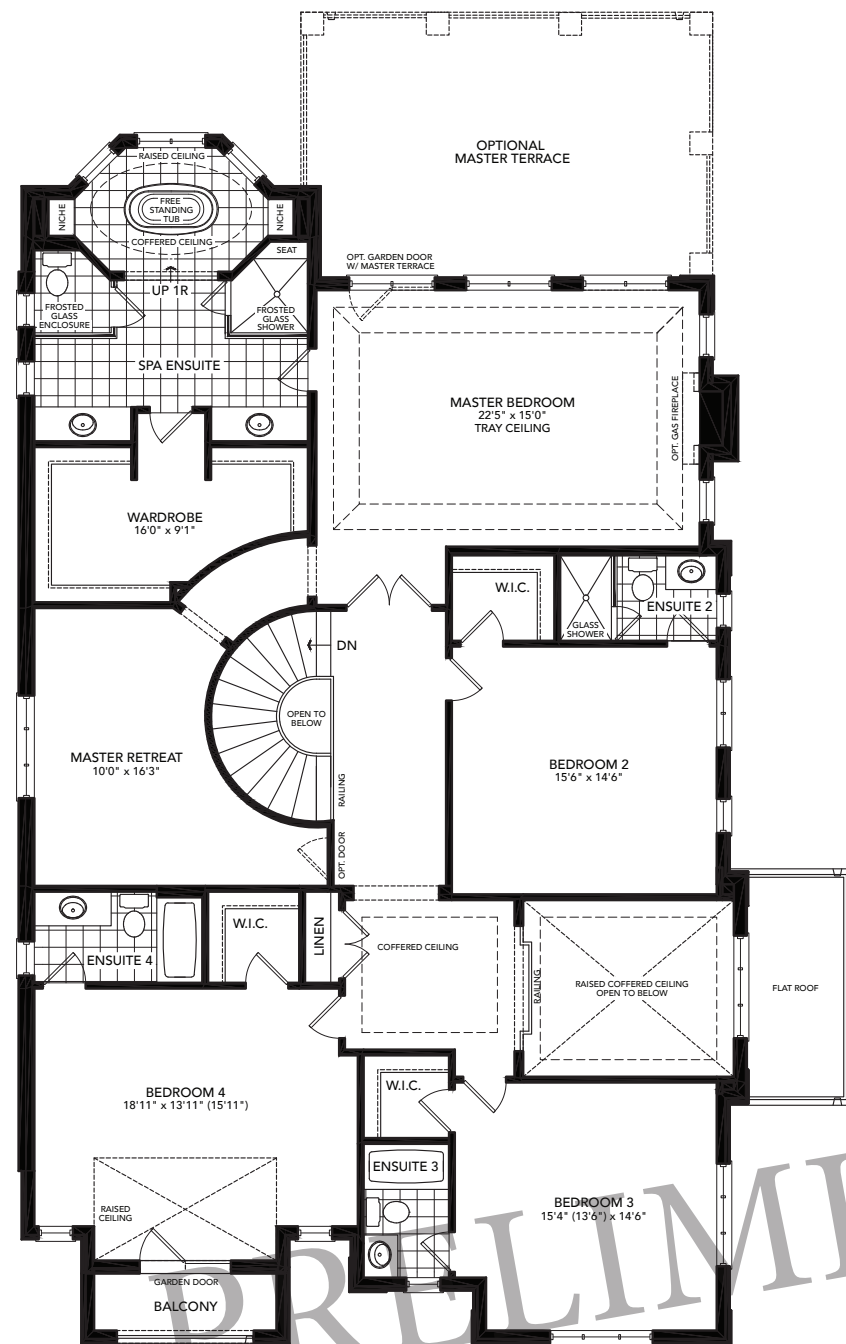 OPTIONAL
MASTER TERRACE
RAISED CEILING
NICHE
FREE
STANDING
TUB
NICHE
COFFERED CEILING
SEAT
OPT. GARDEN DOOR
W/ MASTER TERRACE
UP 1R
FROSTED
GLASS
ENCLOSURE
FROSTED
GLASS
SHOWER
SPA ENSUITE
MASTER BEDROOM
22'5" x 15'0"
TRAY CEILING
OPT. GAS FIREPLACE
WARDROBE
16'0" x 9'1"
W.I.C.
GLASS
SHOWER
ENSUITE 2
DN
OPEN TO
BELOW
MASTER RETREAT
10'0" x 16'3"
RAILING
BEDROOM 2
15'6" x 14'6"
OPT. DOOR
ENSUITE 4
W.I.C.
LINEN
COFFERED CEILING
RAILING
RAISED COFFERED CEILING
OPEN TO BELOW
FLAT ROOF
BEDROOM 4
18'11" x 13'11" (15'11")
W.I.C.
ENSUITE 3
BEDROOM 3
15'4" (13'6") x 14'6"
RAISED
CEILING
GARDEN DOOR
BALCONY
PRELIMI